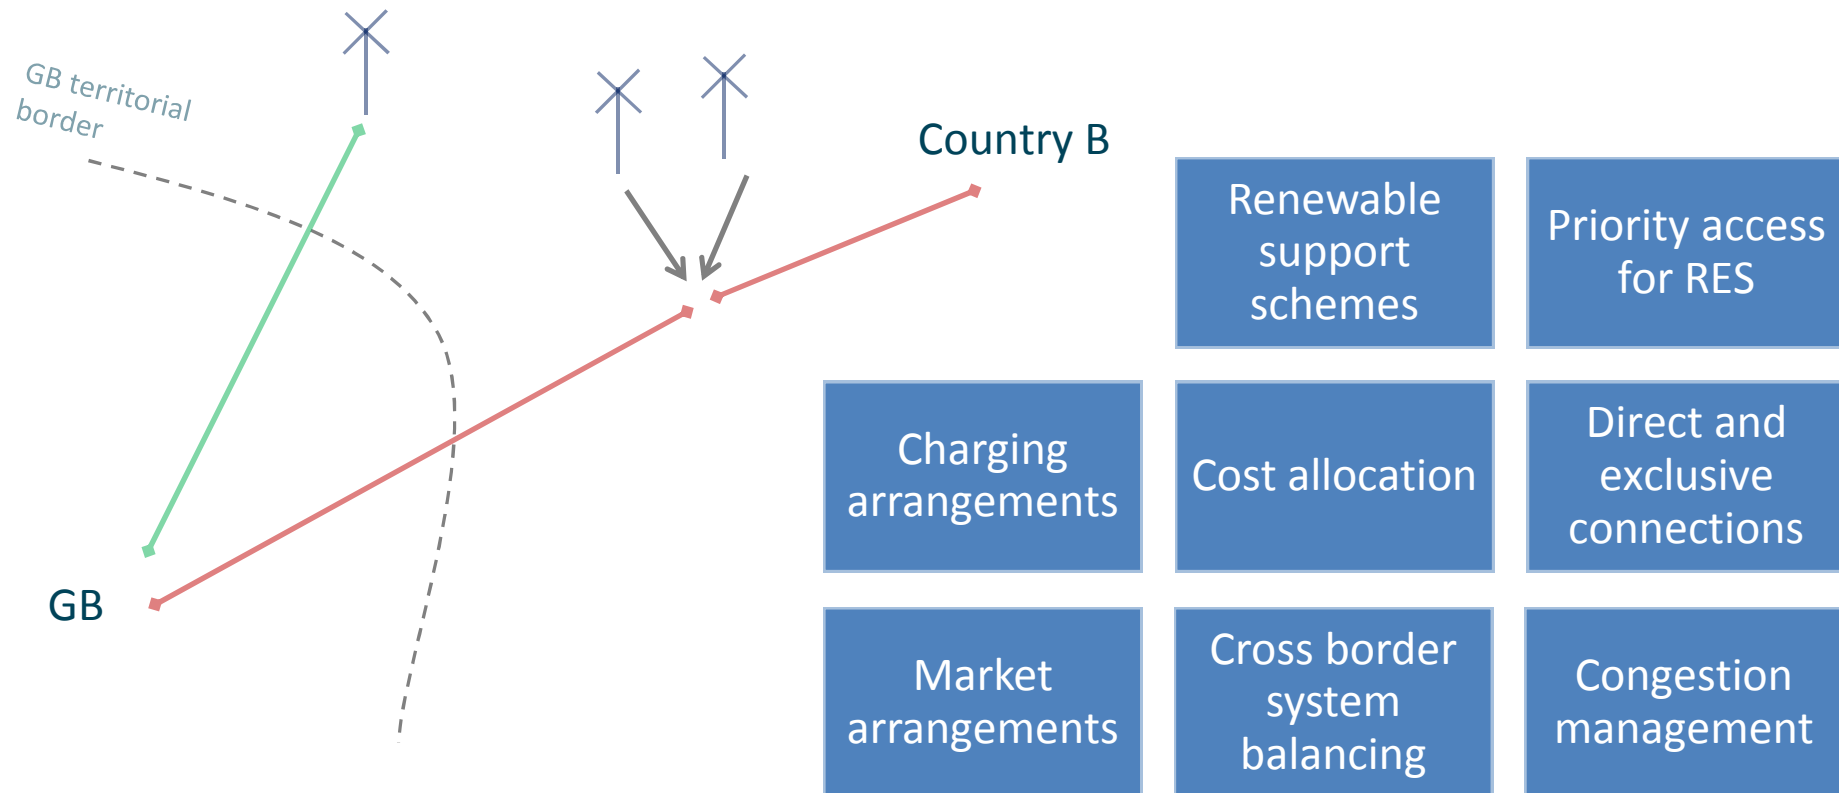 GB territorial
border
Country B
GB
Renewable
support
schemes
Priority access
for RES
Charging
arrangements
Cost allocation
Direct and
exclusive
connections
Market
arrangements
Cross border
system
balancing
Congestion
management